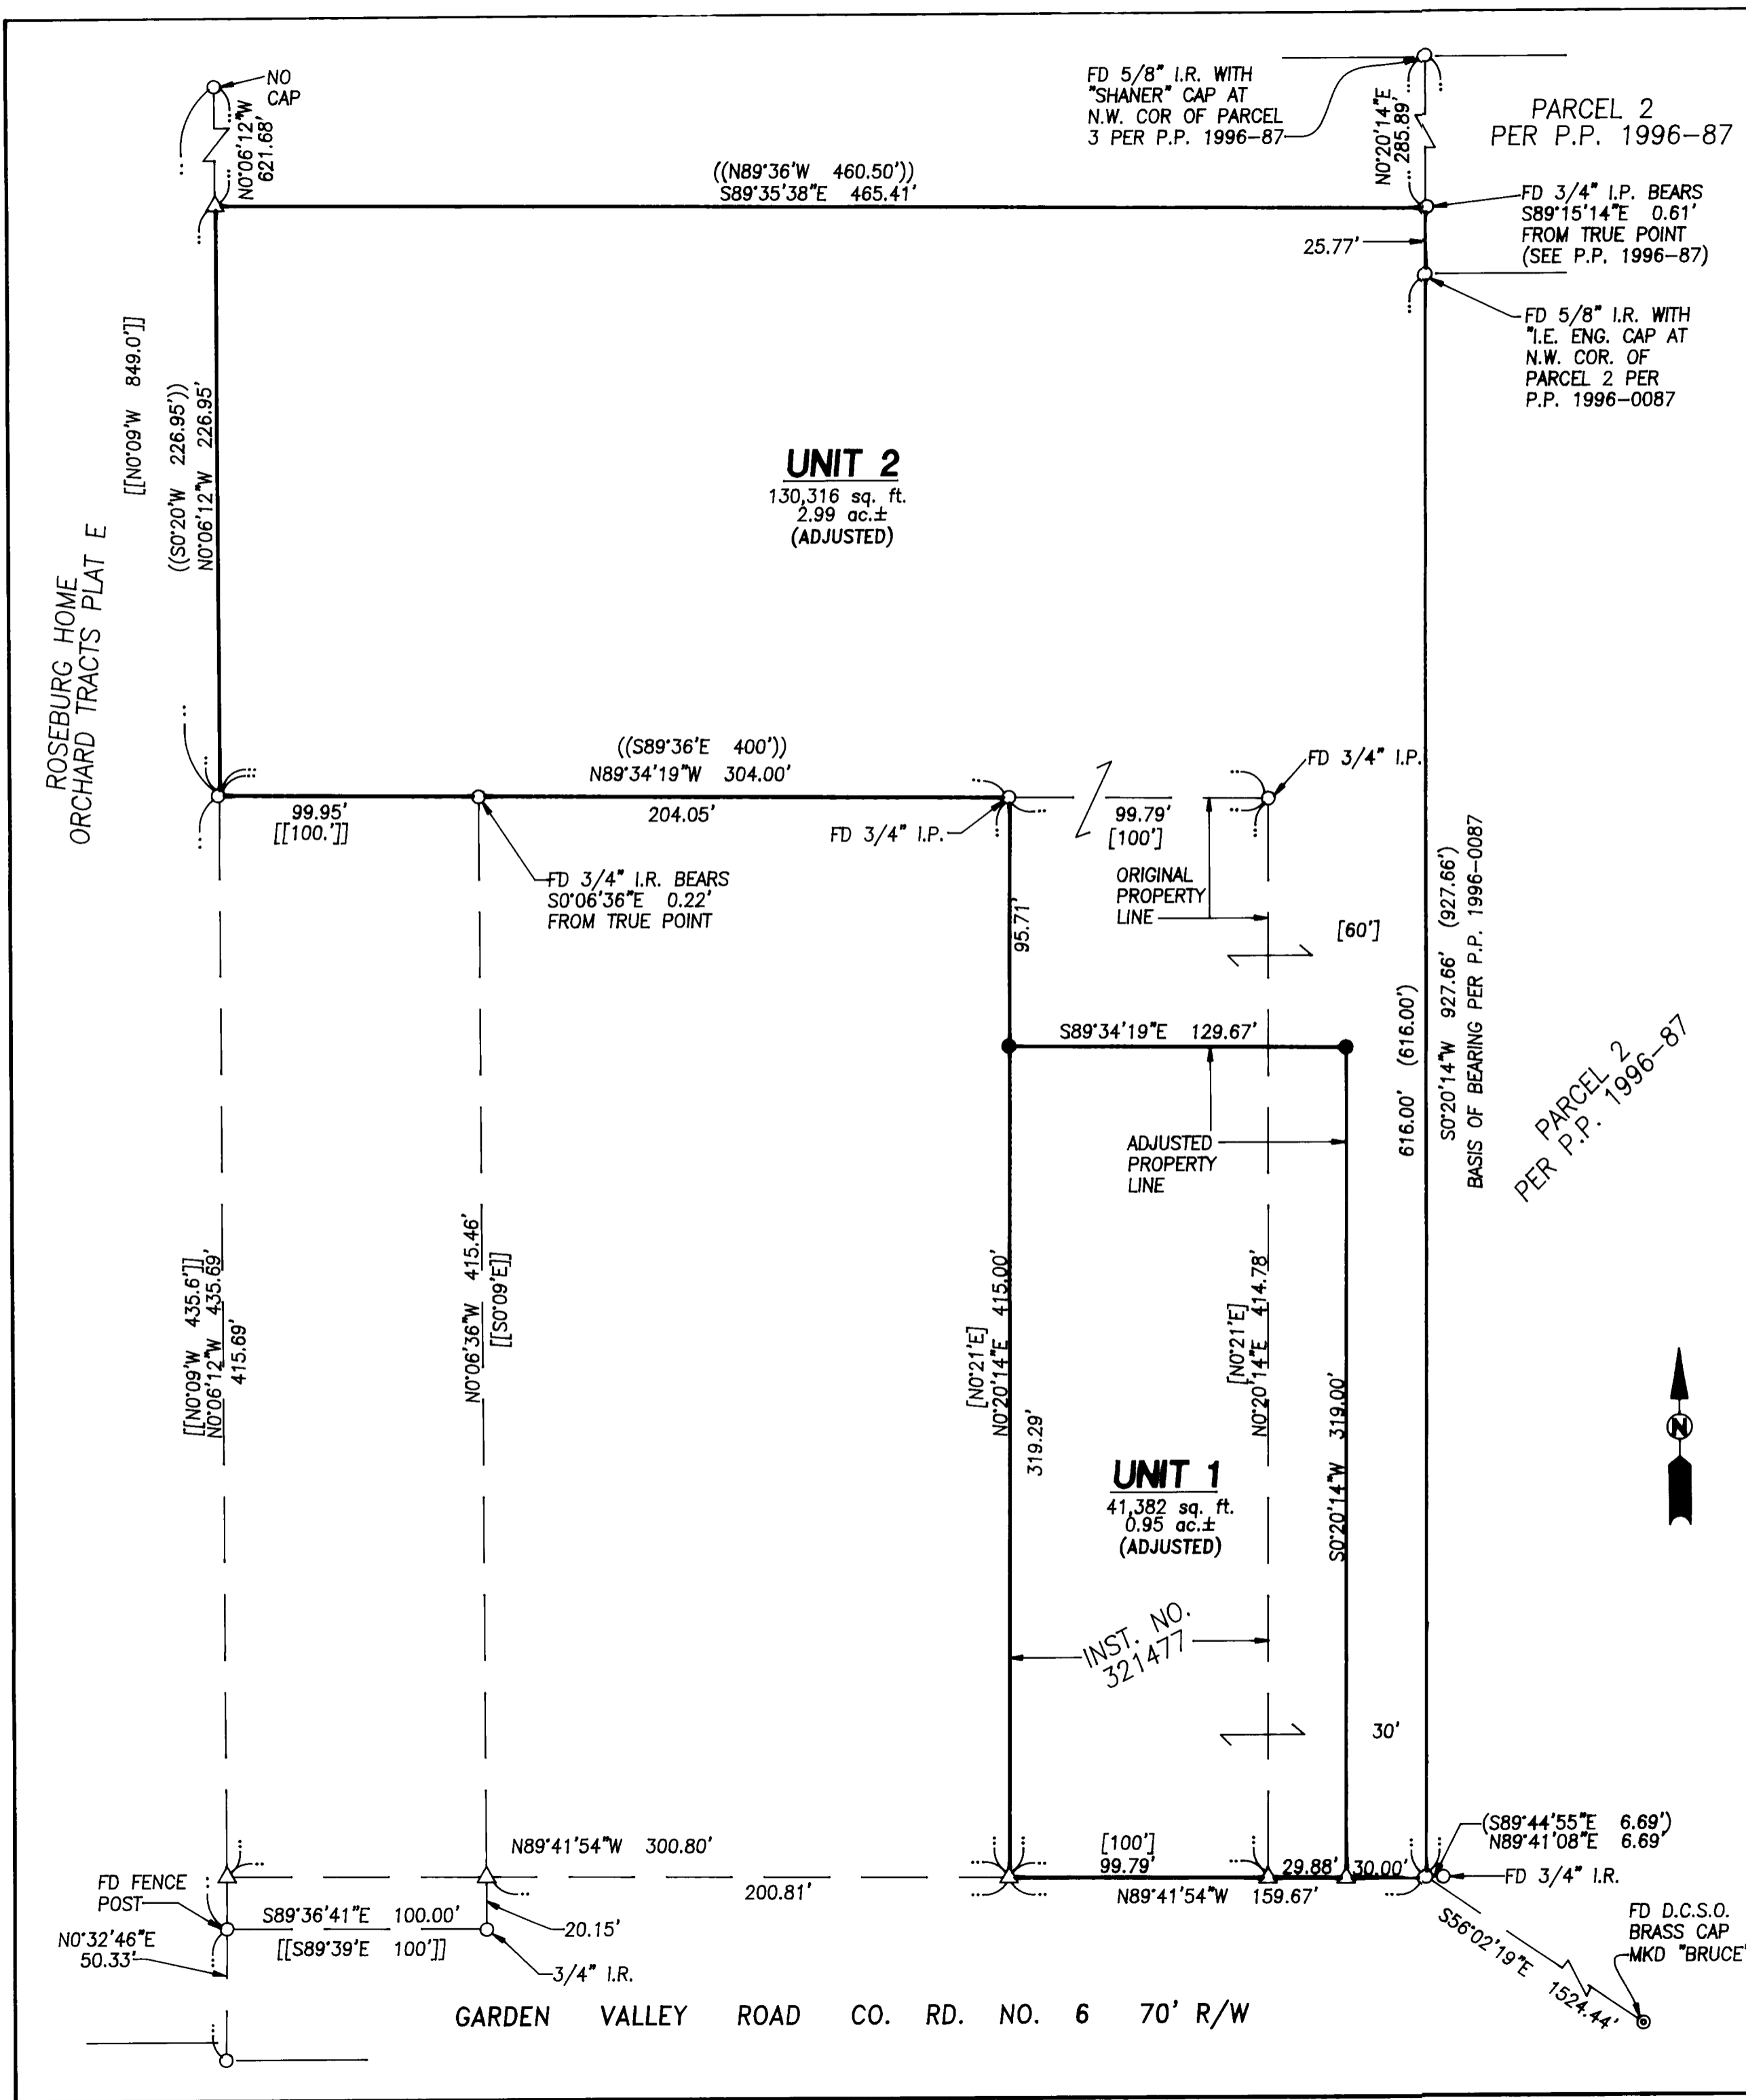 NO
CAP
N0°06'12"W
621.68'
FD 5/8" I.R. WITH
"SHANER" CAP AT
N.W. COR OF PARCEL
3 PER P.P. 1996-87
N0°20'14"E
285.89'
PARCEL 2
PER P.P. 1996-87
((N89°36'W 460.50'))
S89°35'38"E 465.41'
FD 3/4" I.P. BEARS
S89°15'14"E 0.61'
FROM TRUE POINT
(SEE P.P. 1996-87)
25.77'
FD 5/8" I.R. WITH
"I.E. ENG. CAP AT
N.W. COR. OF
PARCEL 2 PER
P.P. 1996-0087
[[N0°09'W 849.0']]
((S0°20'W 226.95'))
N0°06'12"W 226.95'
UNIT 2
130,316 sq. ft.
2.99 ac.±
(ADJUSTED)
ROSEBURG HOME
ORCHARD TRACTS PLAT E
((S89°36'E 400'))
N89°34'19"W 304.00'
FD 3/4" I.P.
99.95'
[[100.']]
204.05'
FD 3/4" I.P.
99.79'
[100']
FD 3/4" I.R. BEARS
S0°06'36"E 0.22'
FROM TRUE POINT
ORIGINAL
PROPERTY
LINE
95.71'
[60']
S89°34'19"E 129.67'
616.00' (616.00')
S0°20'14"W 927.66' (927.66')
BASIS OF BEARING PER P.P. 1996-0087
PARCEL 2
PER P.P. 1996-87
ADJUSTED
PROPERTY
LINE
[[N0°09'W 435.6']]
N0°06'12"W 435.69'
415.69'
N0°06'36"W 415.46'
[[S0°09'E]]
[N0°21'E]
N0°20'14"E 415.00'
319.29'
[N0°21'E]
N0°20'14"E 414.78'
S0°20'14"W 319.00'
N
UNIT 1
41,382 sq. ft.
0.95 ac.±
(ADJUSTED)
INST. NO.
321477
30'
N89°41'54"W 300.80'
200.81'
[100']
99.79'
29.88'
30.00'
N89°41'54"W 159.67'
(S89°44'55"E 6.69')
N89°41'08"E 6.69'
FD 3/4" I.R.
FD FENCE
POST
S89°36'41"E 100.00'
[[S89°39'E 100']]
20.15'
3/4" I.R.
N0°32'46"E
50.33'
S56°02'19"E 1524.44'
FD D.C.S.O.
BRASS CAP
MKD "BRUCE"
GARDEN VALLEY ROAD CO. RD. NO. 6 70' R/W